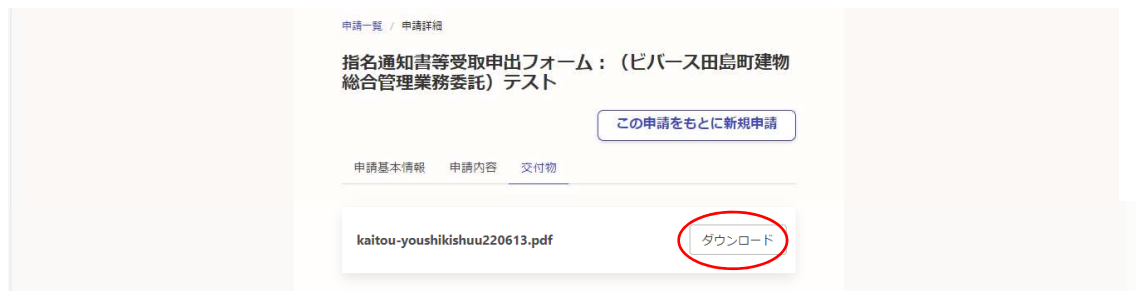 申請一覧 / 申請詳細
指名通知書等受取申出フォーム：（ビバース田島町建物
総合管理業務委託）テスト
この申請をもとに新規申請
申請基本情報 申請内容 交付物
kaitou-youshikishuu220613.pdf ダウンロード